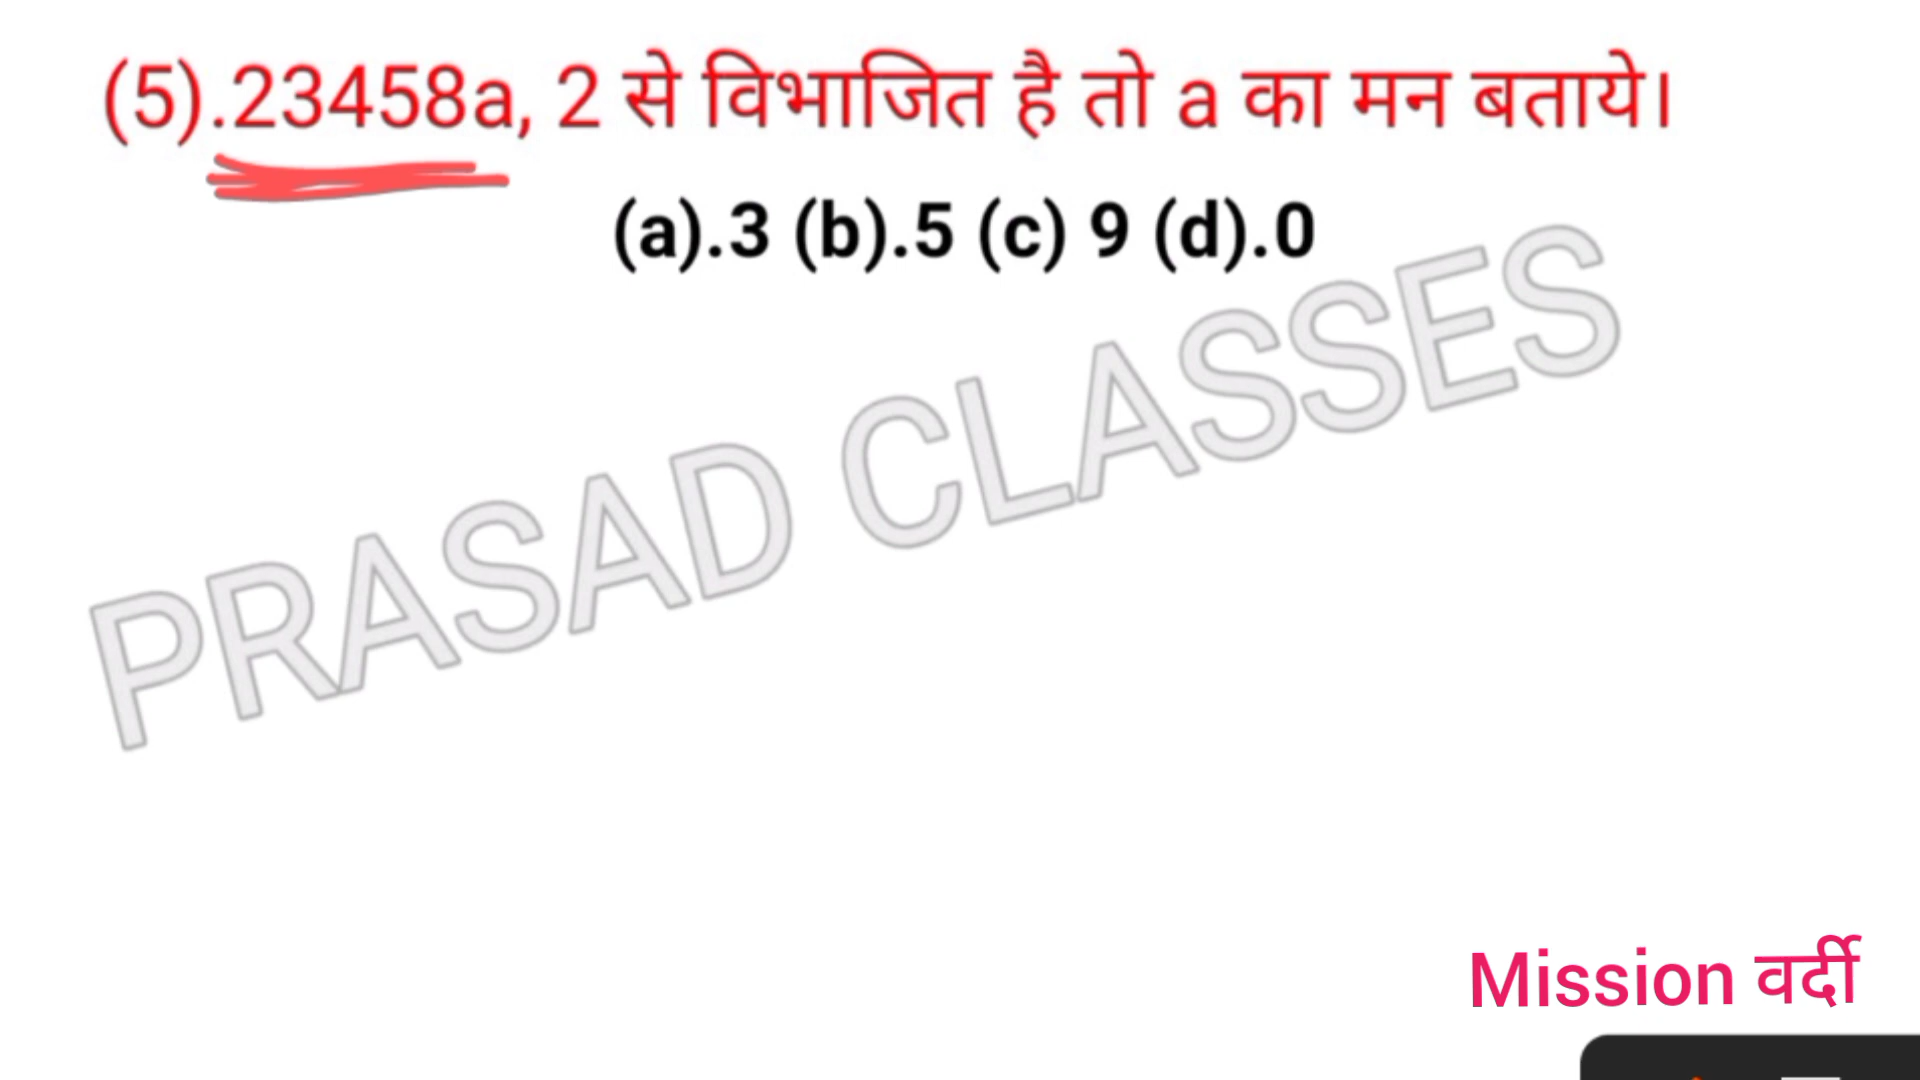 (5).23458a, 2 से विभाजित है तो a का मन बताये।
(a).3 (b).5 (c) 9 (d).0
PRASAD CLASSES
Mission वर्दी